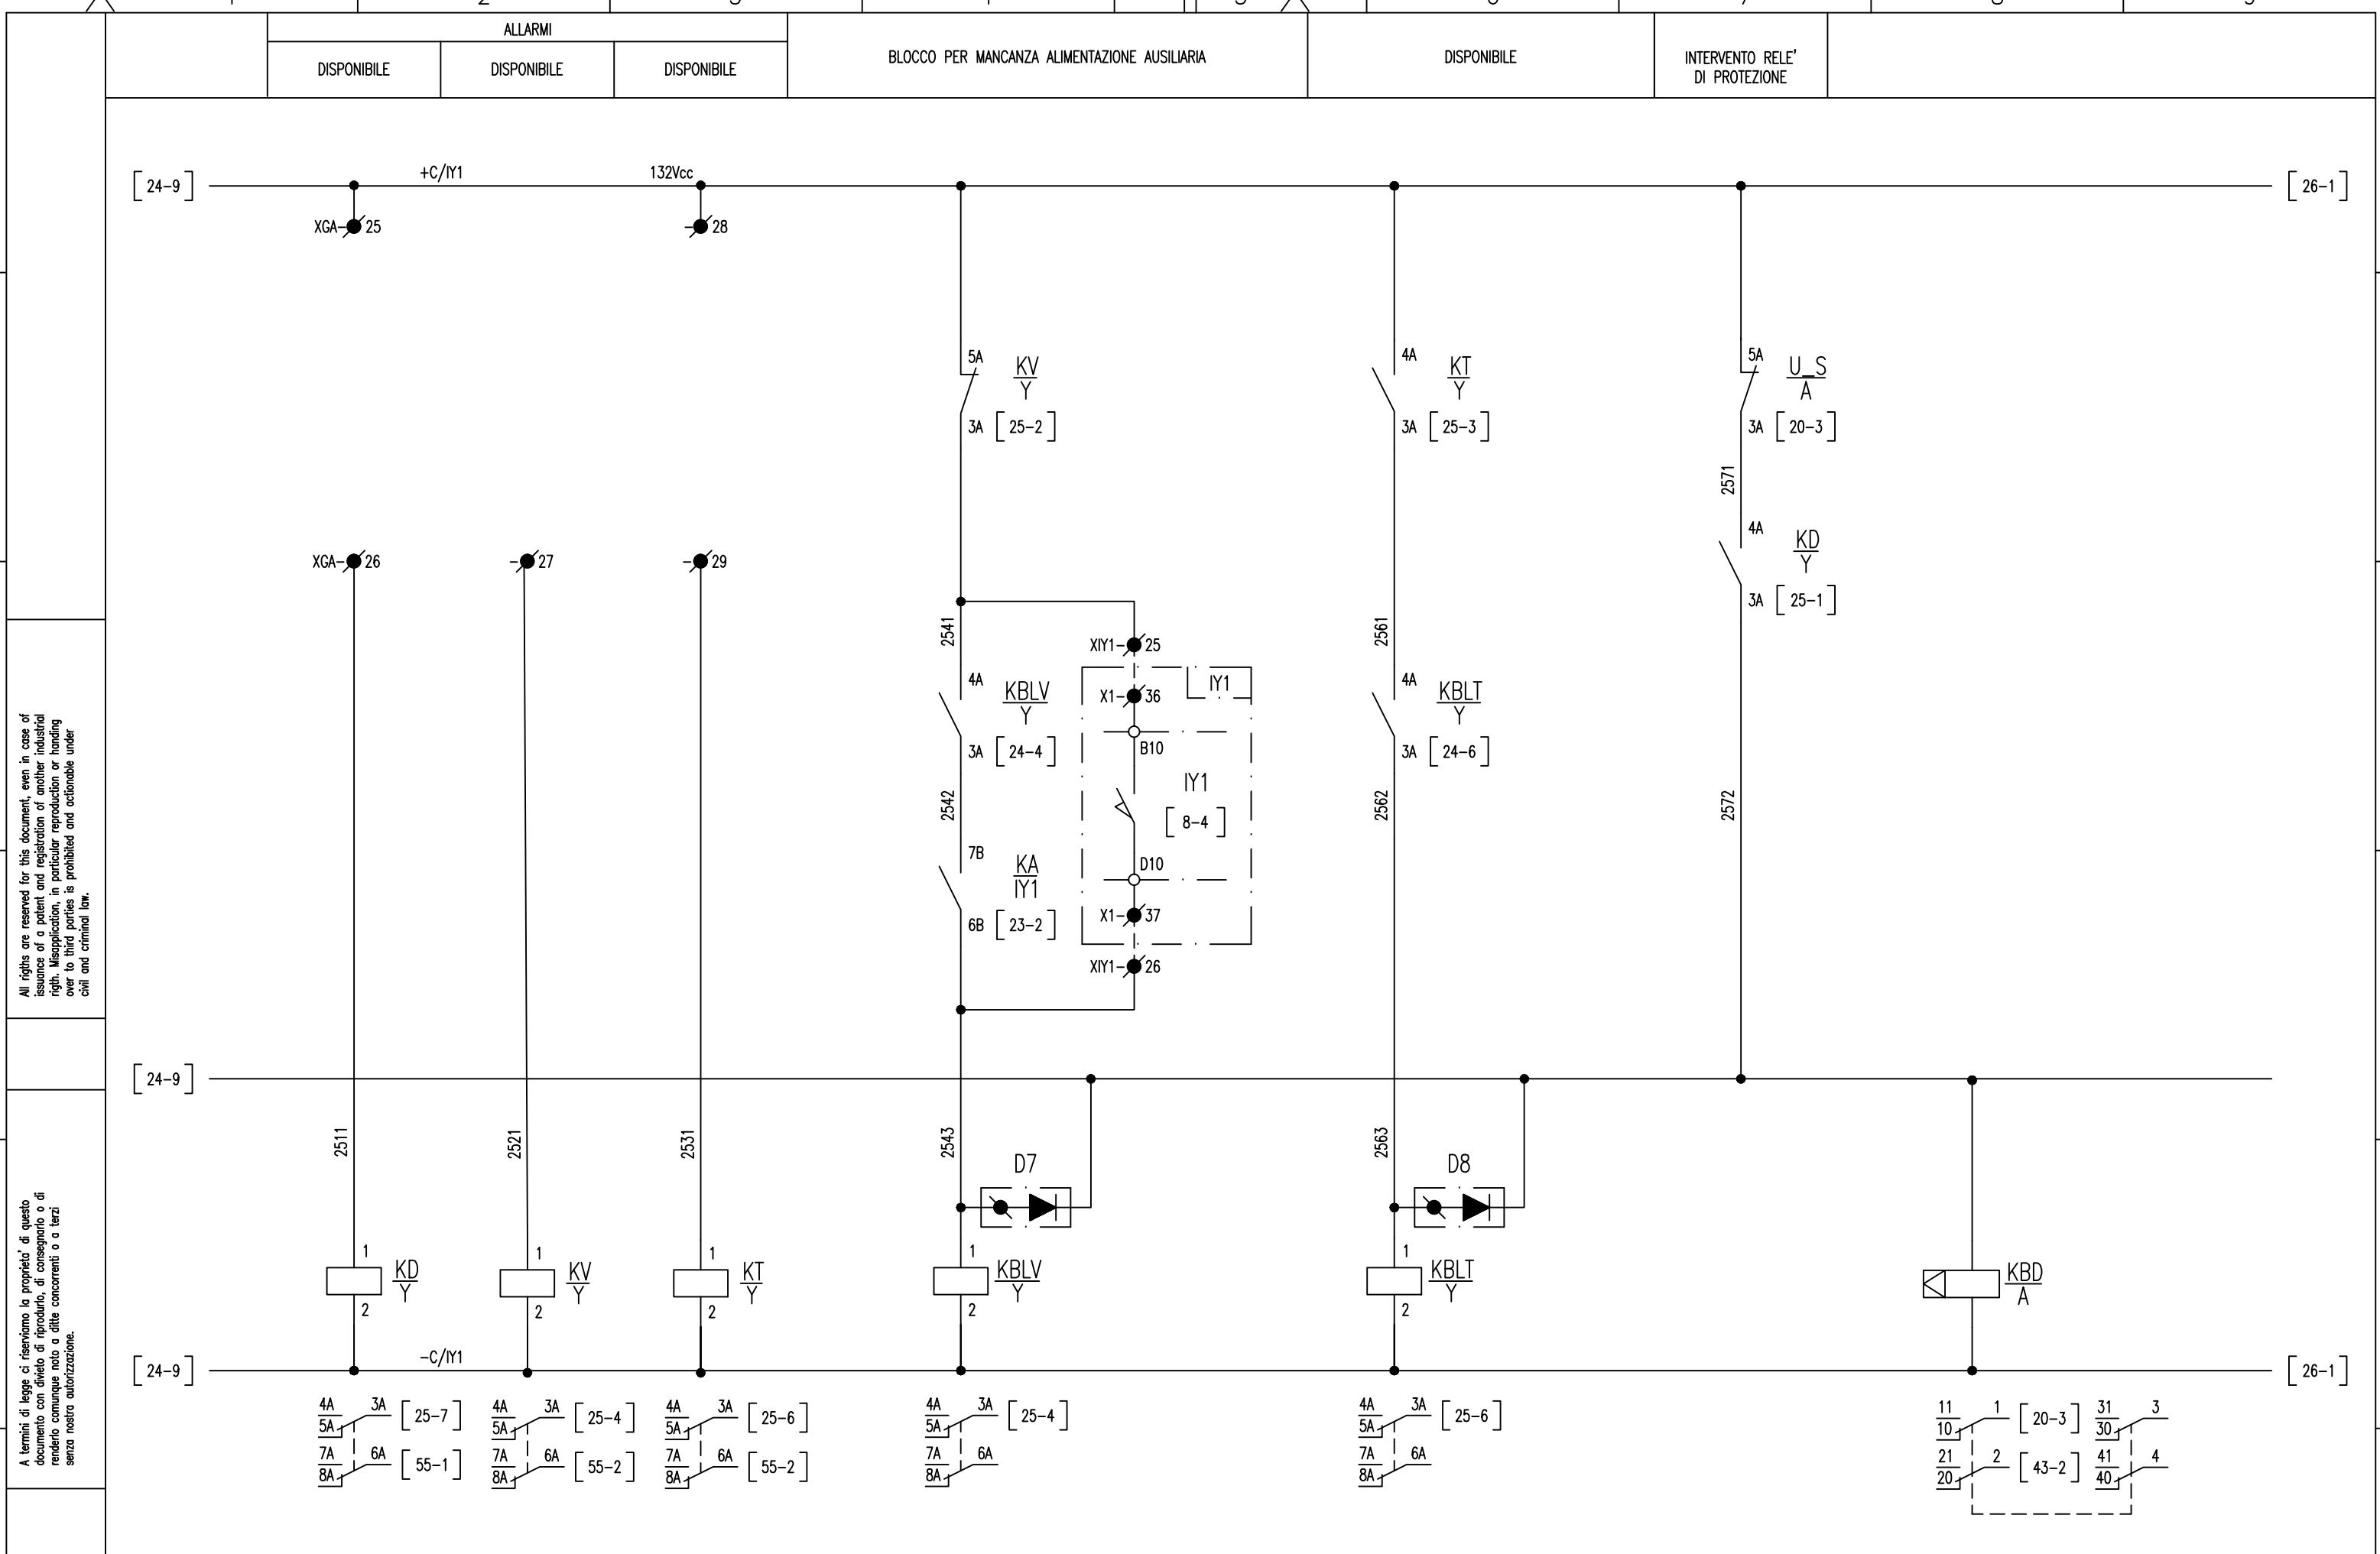 ALLARMI
DISPONIBILE
DISPONIBILE
DISPONIBILE
BLOCCO PER MANCANZA ALIMENTAZIONE AUSILIARIA
DISPONIBILE
INTERVENTO RELE'
DI PROTEZIONE
24-9
+C/IY1
132Vcc
26-1
XGA- 25
- 28
5A
KV
Y
3A [25-2]
4A
KT
Y
3A [25-3]
5A
U_S
A
3A [20-3]
2571
4A
KD
Y
3A [25-1]
XGA- 26
- 27
- 29
2541
XIY1- 25
2561
4A
KBLV
Y
3A [24-4]
X1- 36
IY1
B10
4A
KBLT
Y
3A [24-6]
2542
IY1
[8-4]
2562
2572
7B
KA
IY1
6B [23-2]
D10
X1- 37
XIY1- 26
24-9
2511
2521
2531
2543
D7
2563
D8
1
KD
Y
2
1
KV
Y
2
1
KT
Y
2
1
KBLV
Y
2
1
KBLT
Y
2
KBD
A
24-9
-C/IY1
26-1
4A 3A [25-7]
5A
7A 6A [55-1]
8A
4A 3A [25-4]
5A
7A 6A [55-2]
8A
4A 3A [25-6]
5A
7A 6A [55-2]
8A
4A 3A [25-4]
5A
7A 6A
8A
4A 3A [25-6]
5A
7A 6A
8A
11 1 [20-3] 31 3
10 30
21 2 [43-2] 41 4
20 40
All rigths are reserved for this document, even in case of
issuance of a patent and registration of another industrial
rigth. Misapplication, in particular reproduction or handing
over to third parties is prohibited and actionable under
civil and criminal law.
A termini di legge ci riserviamo la proprieta' di questo
documento con divieto di riprodurlo, di consegnarlo o di
renderlo comunque noto a ditte concorrenti o a terzi
senza nostra autorizzazione.